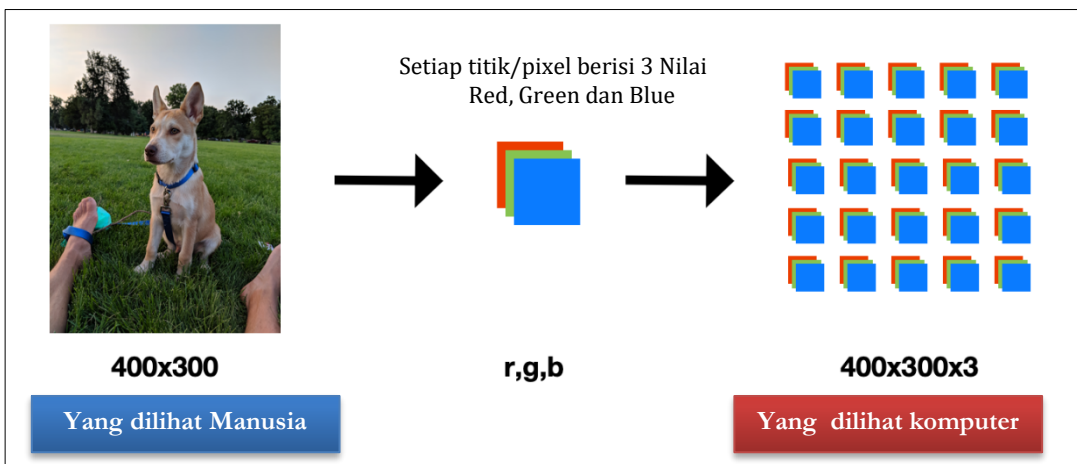 Setiap titik/pixel berisi 3 Nilai
Red, Green dan Blue
400x300
r,g,b
400x300x3
Yang dilihat Manusia
Yang dilihat komputer